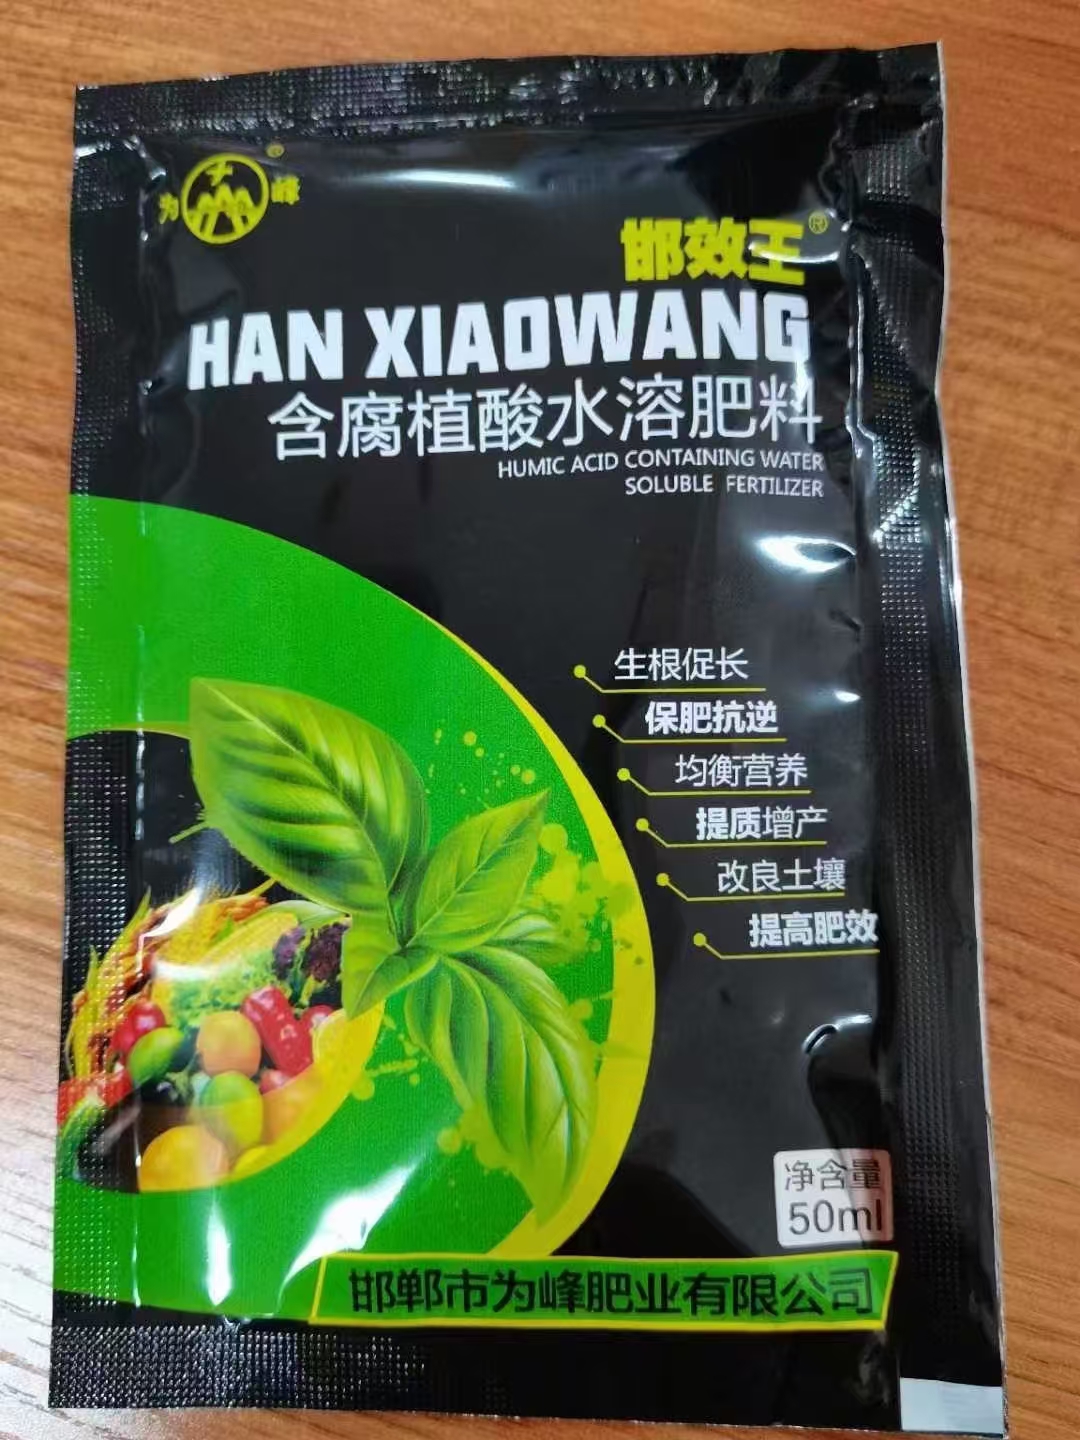 为峰®
邯效王®
HAN XIAOWANG
含腐植酸水溶肥料
HUMIC ACID CONTAINING WATER
SOLUBLE FERTILIZER
生根促长
保肥抗逆
均衡营养
提质增产
改良土壤
提高肥效
净含量
50ml
邯郸市为峰肥业有限公司